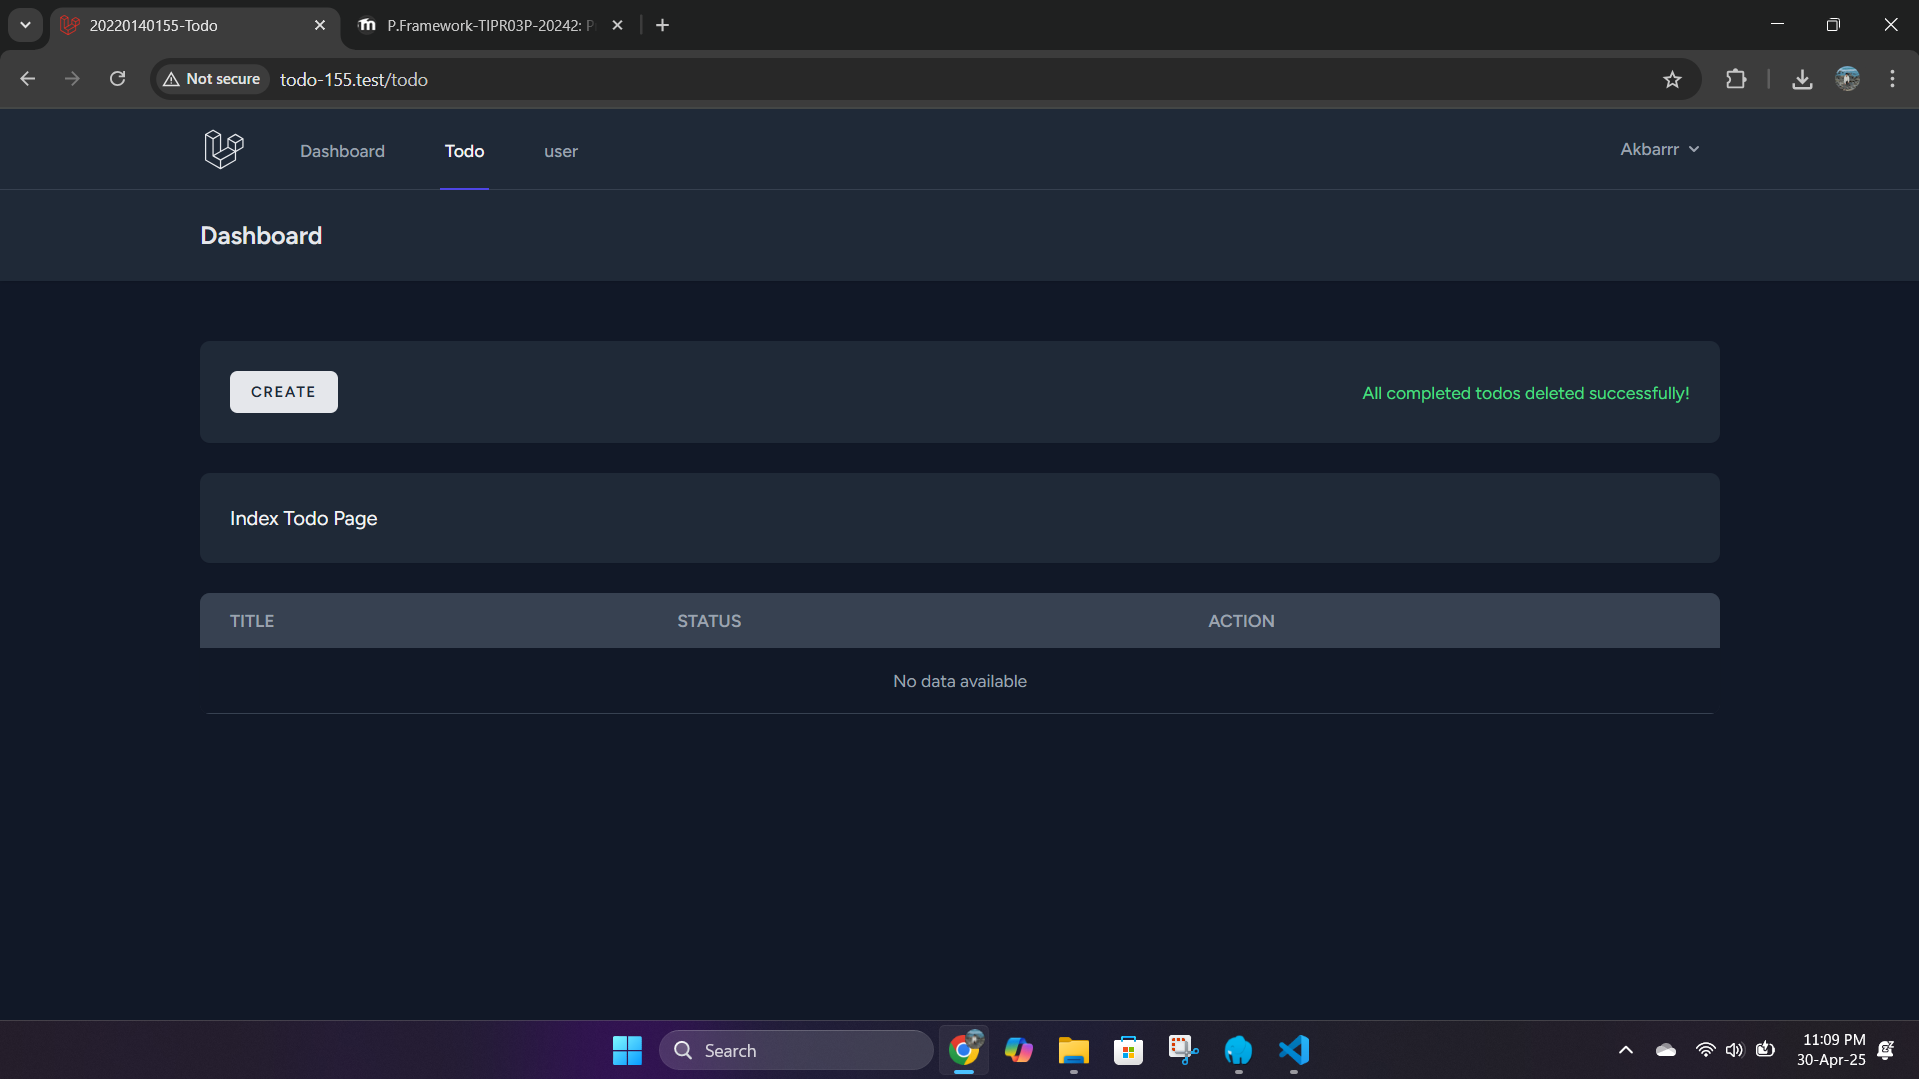 20220140155-Todo
P.Framework-TIPR03P-20242:
Not secure
todo-155.test/todo
Dashboard
Todo
user
Akbarrr
Dashboard
CREATE
All completed todos deleted successfully!
Index Todo Page
TITLE
STATUS
ACTION
No data available
Search
11:09 PM
30-Apr-25